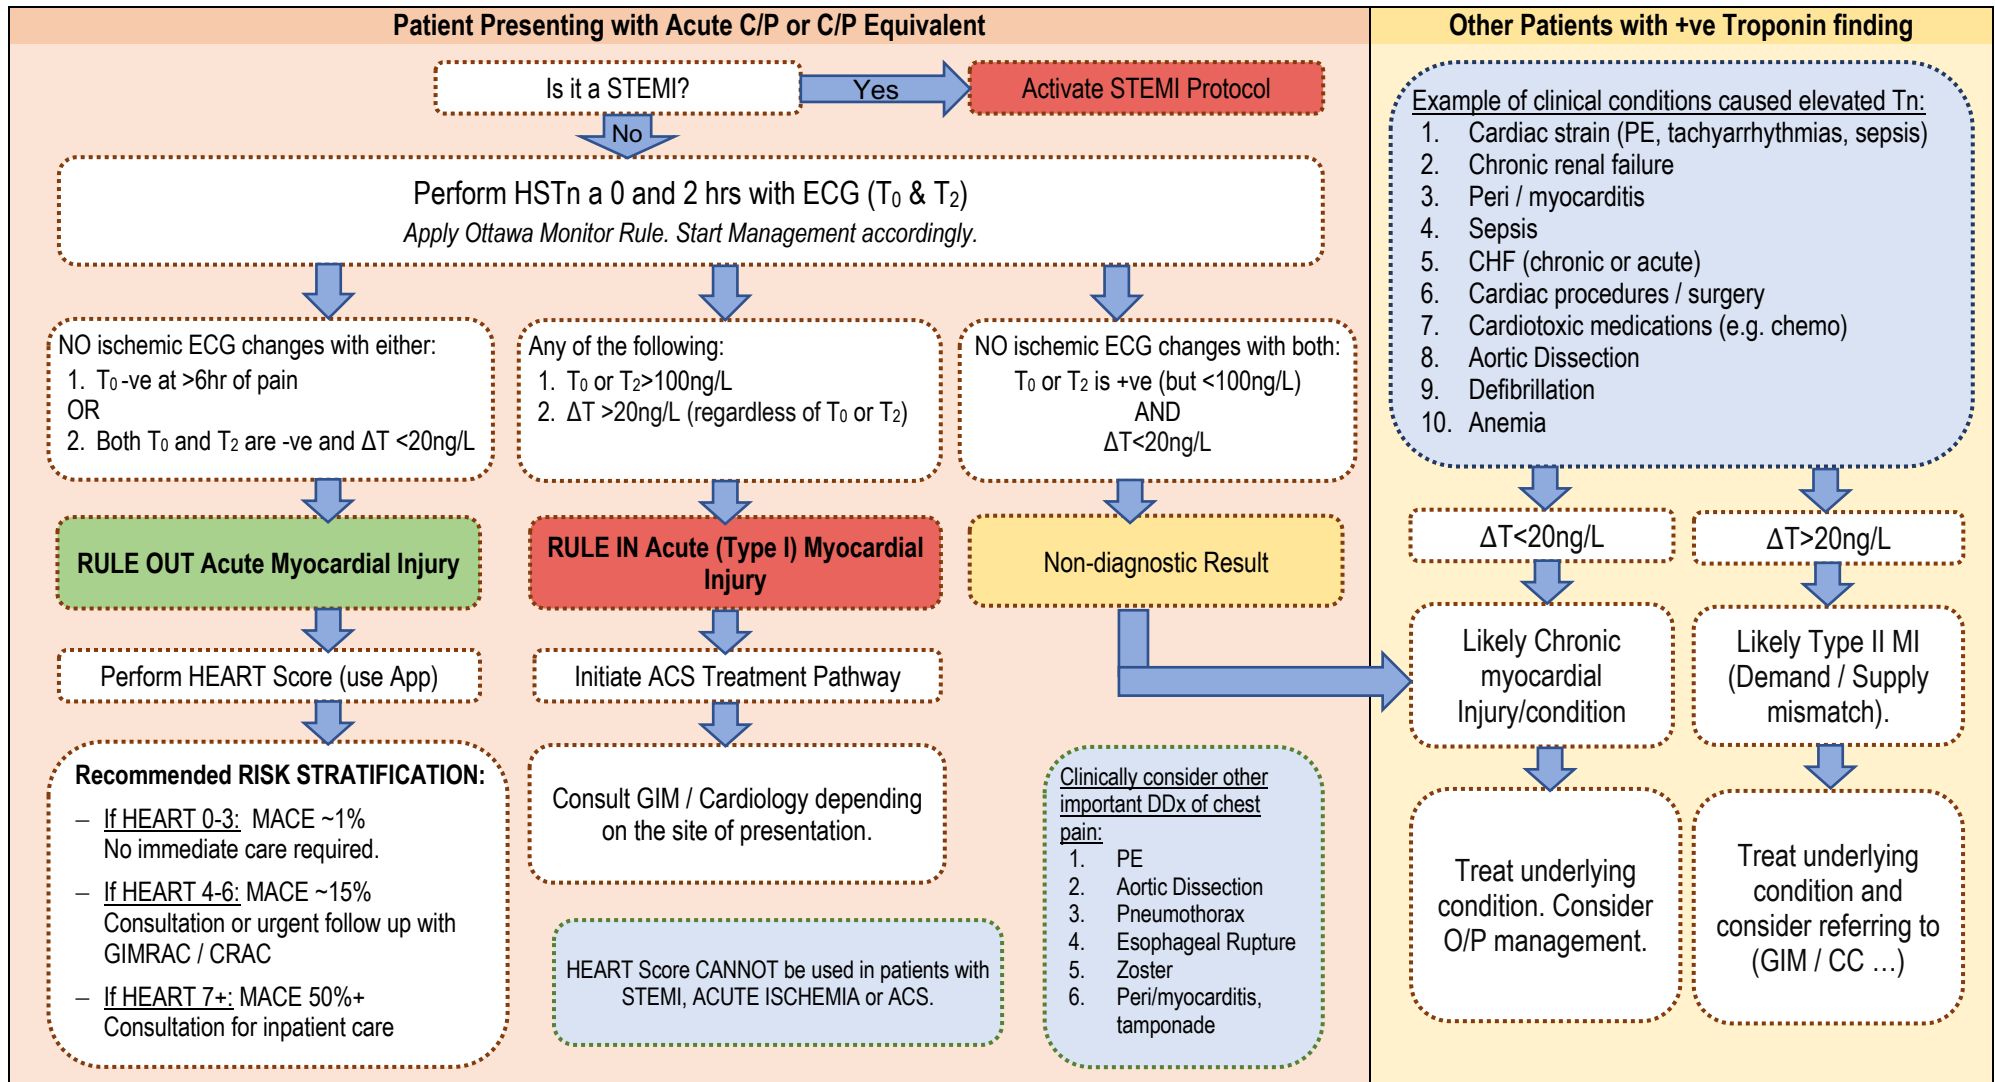 Patient Presenting with Acute C/P or C/P Equivalent
Is it a STEMI?
Yes
Activate STEMI Protocol
No
Perform HSTn a 0 and 2 hrs with ECG (T0 & T2)
Apply Ottawa Monitor Rule. Start Management accordingly.
NO ischemic ECG changes with either:
1. T0 -ve at >6hr of pain
OR
2. Both T0 and T2 are -ve and ΔT <20ng/L
Any of the following:
1. T0 or T2>100ng/L
2. ΔT >20ng/L (regardless of T0 or T2)
NO ischemic ECG changes with both:
T0 or T2 is +ve (but <100ng/L)
AND
ΔT<20ng/L
RULE OUT Acute Myocardial Injury
RULE IN Acute (Type I) Myocardial
Injury
Non-diagnostic Result
Perform HEART Score (use App)
Initiate ACS Treatment Pathway
Recommended RISK STRATIFICATION:
– If HEART 0-3: MACE ~1%
No immediate care required.
– If HEART 4-6: MACE ~15%
Consultation or urgent follow up with
GIMRAC / CRAC
– If HEART 7+: MACE 50%+
Consultation for inpatient care
Consult GIM / Cardiology depending
on the site of presentation.
HEART Score CANNOT be used in patients with
STEMI, ACUTE ISCHEMIA or ACS.
Clinically consider other
important DDx of chest
pain:
1. PE
2. Aortic Dissection
3. Pneumothorax
4. Esophageal Rupture
5. Zoster
6. Peri/myocarditis,
tamponade
Other Patients with +ve Troponin finding
Example of clinical conditions caused elevated Tn:
1. Cardiac strain (PE, tachyarrhythmias, sepsis)
2. Chronic renal failure
3. Peri / myocarditis
4. Sepsis
5. CHF (chronic or acute)
6. Cardiac procedures / surgery
7. Cardiotoxic medications (e.g. chemo)
8. Aortic Dissection
9. Defibrillation
10. Anemia
ΔT<20ng/L
ΔT>20ng/L
Likely Chronic
myocardial
Injury/condition
Likely Type II MI
(Demand / Supply
mismatch).
Treat underlying
condition. Consider
O/P management.
Treat underlying
condition and
consider referring to
(GIM / CC …)